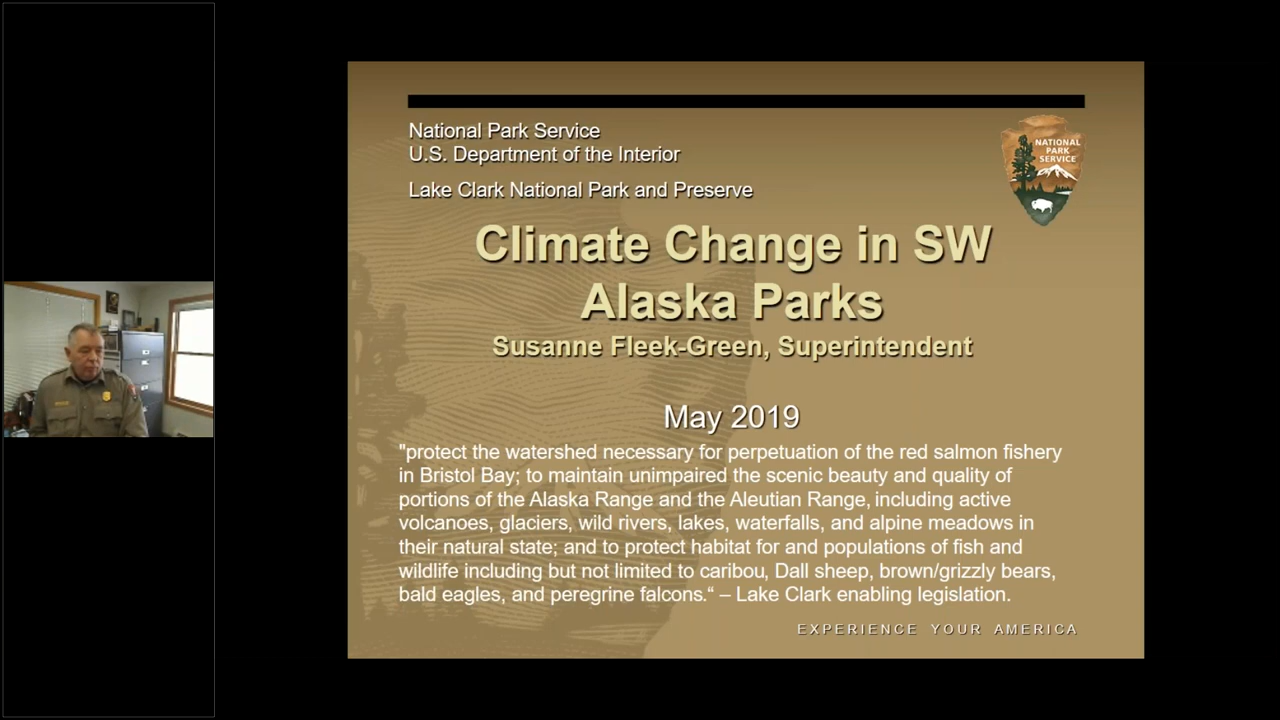 National Park Service
U.S. Department of the Interior
Lake Clark National Park and Preserve
NATIONAL
PARK
SERVICE
Climate Change in SW
Alaska Parks
Susanne Fleek-Green, Superintendent
May 2019
"protect the watershed necessary for perpetuation of the red salmon fishery
in Bristol Bay; to maintain unimpaired the scenic beauty and quality of
portions of the Alaska Range and the Aleutian Range, including active
volcanoes, glaciers, wild rivers, lakes, waterfalls, and alpine meadows in
their natural state; and to protect habitat for and populations of fish and
wildlife including but not limited to caribou, Dall sheep, brown/grizzly bears,
bald eagles, and peregrine falcons.“ – Lake Clark enabling legislation.
EXPERIENCE YOUR AMERICA